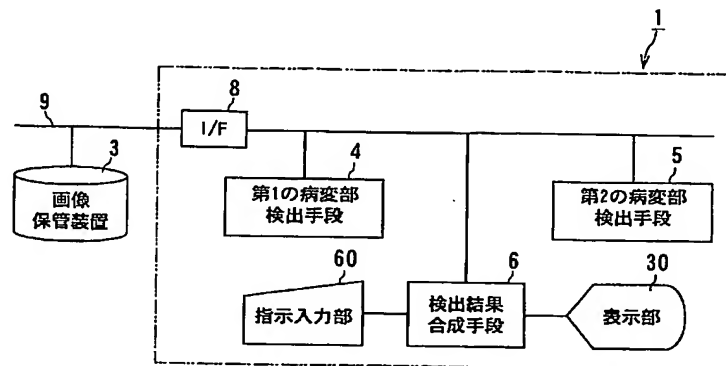 1
9
8
I/F
3
画像
保管装置
4
第1の病変部
検出手段
5
第2の病変部
検出手段
60
指示入力部
6
検出結果
合成手段
30
表示部